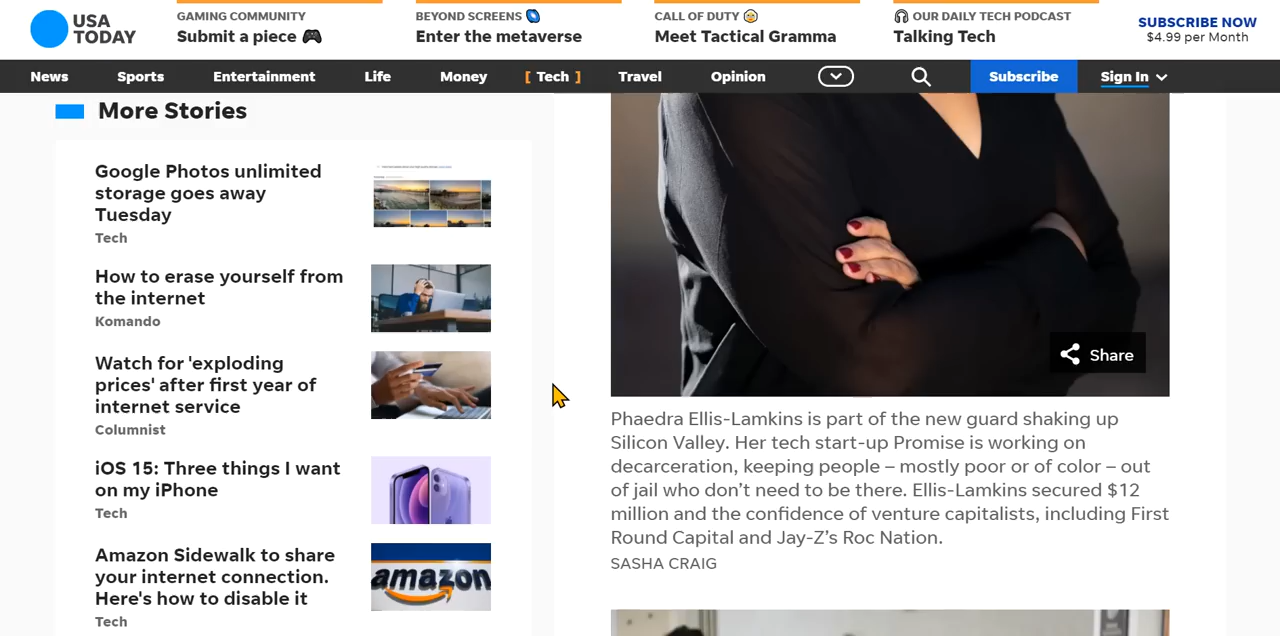 USA
TODAY
GAMING COMMUNITY
Submit a piece
BEYOND SCREENS
Enter the metaverse
CALL OF DUTY
Meet Tactical Gramma
OUR DAILY TECH PODCAST
Talking Tech
SUBSCRIBE NOW
$4.99 per Month
News Sports Entertainment Life Money [ Tech ] Travel Opinion Subscribe Sign In
More Stories
Google Photos unlimited
storage goes away
Tuesday
Tech
How to erase yourself from
the internet
Komando
Watch for 'exploding
prices' after first year of
internet service
Columnist
iOS 15: Three things I want
on my iPhone
Tech
Amazon Sidewalk to share
your internet connection.
Here's how to disable it
Tech
amazon
Share
Phaedra Ellis-Lamkins is part of the new guard shaking up
Silicon Valley. Her tech start-up Promise is working on
decarceration, keeping people – mostly poor or of color – out
of jail who don’t need to be there. Ellis-Lamkins secured $12
million and the confidence of venture capitalists, including First
Round Capital and Jay-Z’s Roc Nation.
SASHA CRAIG